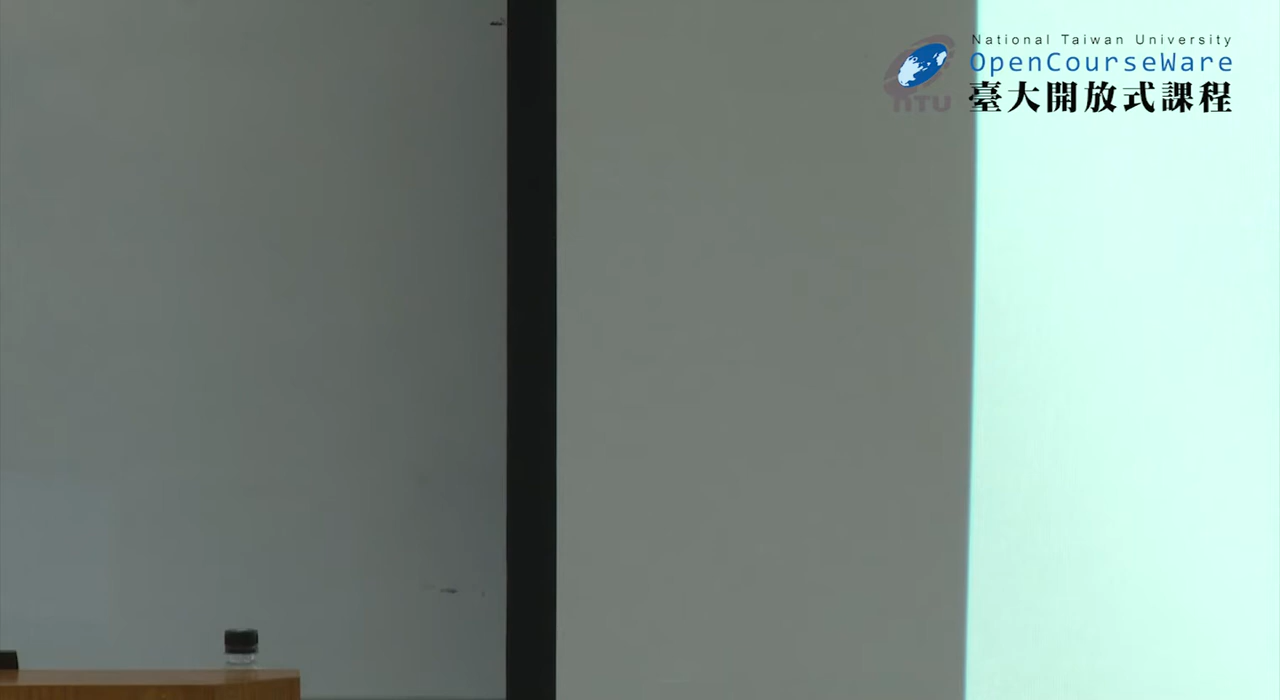 National Taiwan University
OpenCourseWare
臺大開放式課程
NTU